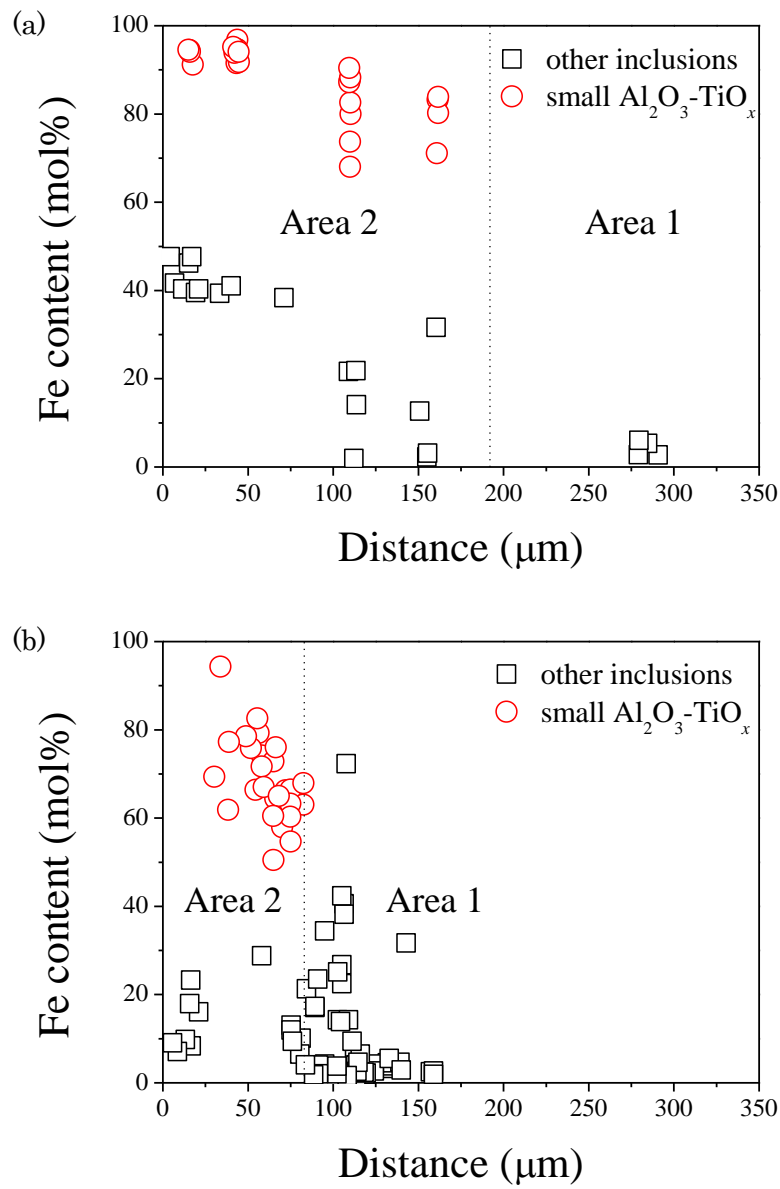 (a)
100
80
60
40
20
0
Fe content (mol%)
other inclusions
small Al₂O₃-TiOₓ
Area 2
Area 1
0 50 100 150 200 250 300 350
Distance (μm)
(b)
100
80
60
40
20
0
Fe content (mol%)
other inclusions
small Al₂O₃-TiOₓ
Area 2
Area 1
0 50 100 150 200 250 300 350
Distance (μm)